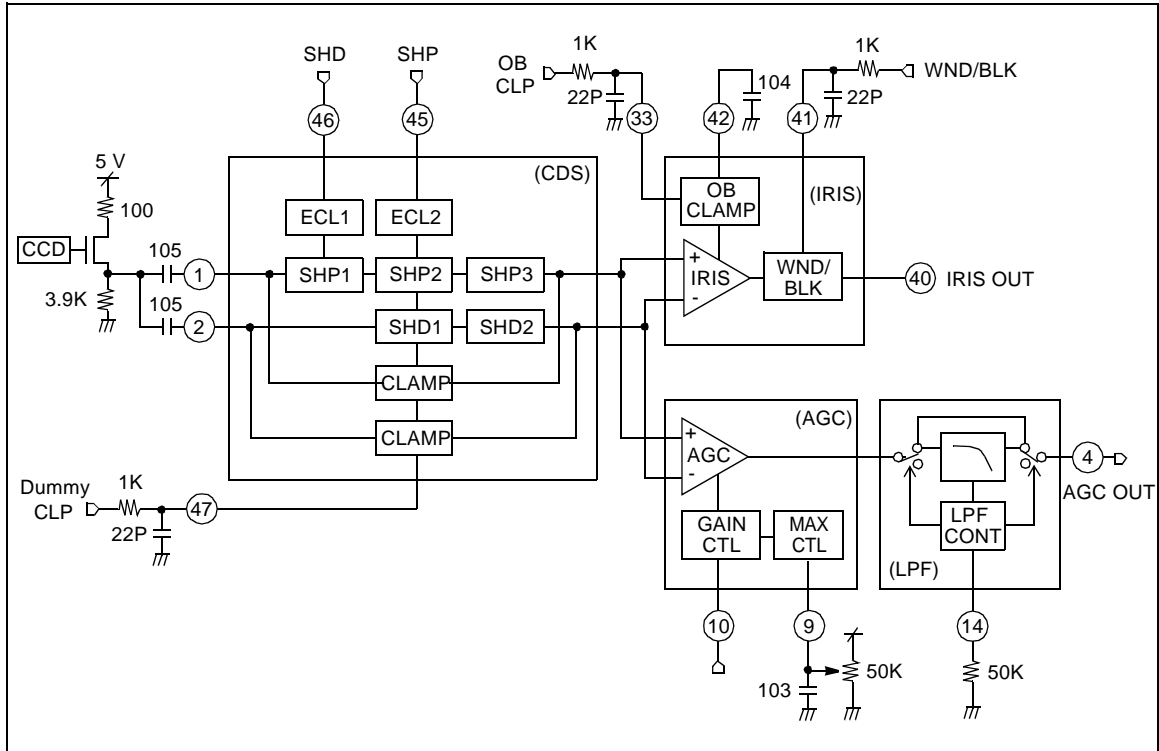 SHD
SHP
OB
CLP
1K
22P
33
104
42
1K
WND/BLK
22P
41
46
45
5 V
100
CCD
105
1
3.9K
105
2
(CDS)
ECL1
ECL2
SHP1
SHP2
SHP3
SHD1
SHD2
CLAMP
CLAMP
OB
CLAMP
(IRIS)
+
IRIS
-
WND/
BLK
40
IRIS OUT
Dummy
CLP
1K
22P
47
(AGC)
+
AGC
-
GAIN
CTL
MAX
CTL
LPF
CONT
(LPF)
4
AGC OUT
10
9
103
50K
14
50K